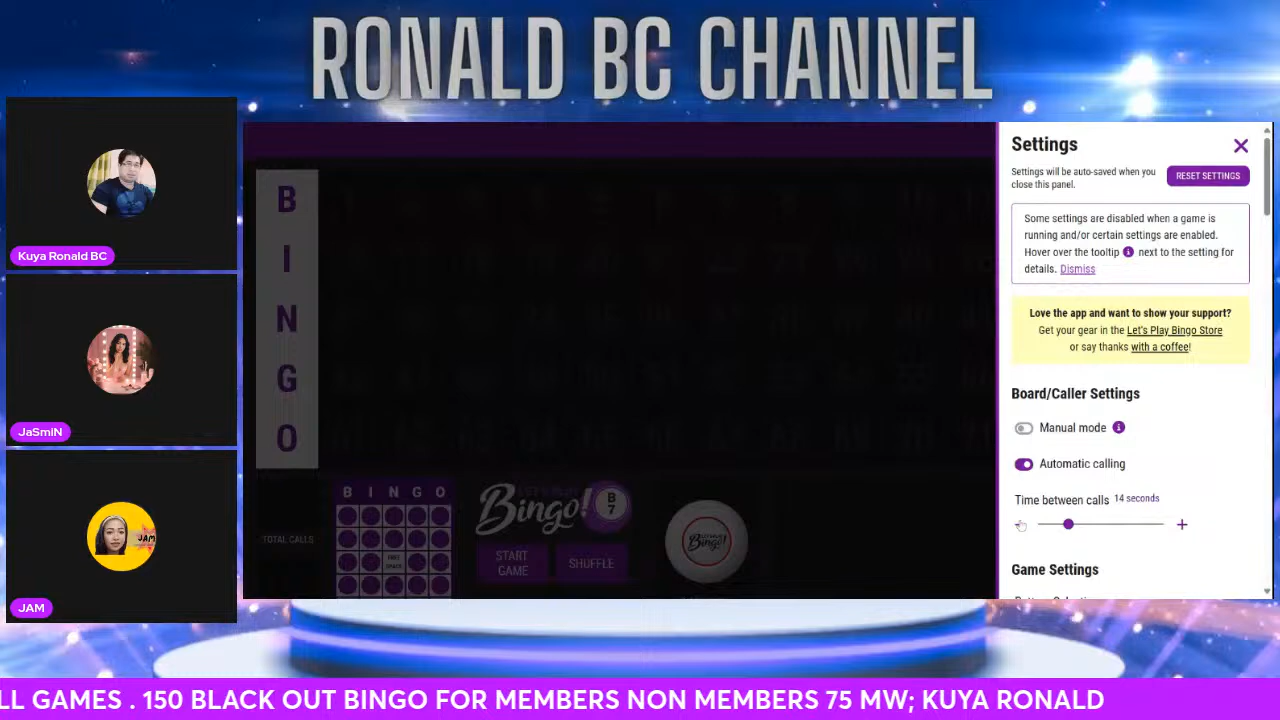 RONALD BC CHANNEL
Kuya Ronald BC
JaSmiN
JAM
JAM
B
I
N
G
O
TOTAL CALLS
B I N G O
FREE SPACE
Bingo!
B
7
START
GAME
SHUFFLE
Bingo!
Settings
Settings will be auto-saved when you
close this panel.
RESET SETTINGS
Some settings are disabled when a game is
running and/or certain settings are enabled.
Hover over the tooltip i next to the setting for
details. Dismiss
Love the app and want to show your support?
Get your gear in the Let's Play Bingo Store
or say thanks with a coffee!
Board/Caller Settings
Manual mode i
Automatic calling
Time between calls 14 seconds
Game Settings
LL GAMES . 150 BLACK OUT BINGO FOR MEMBERS NON MEMBERS 75 MW; KUYA RONALD